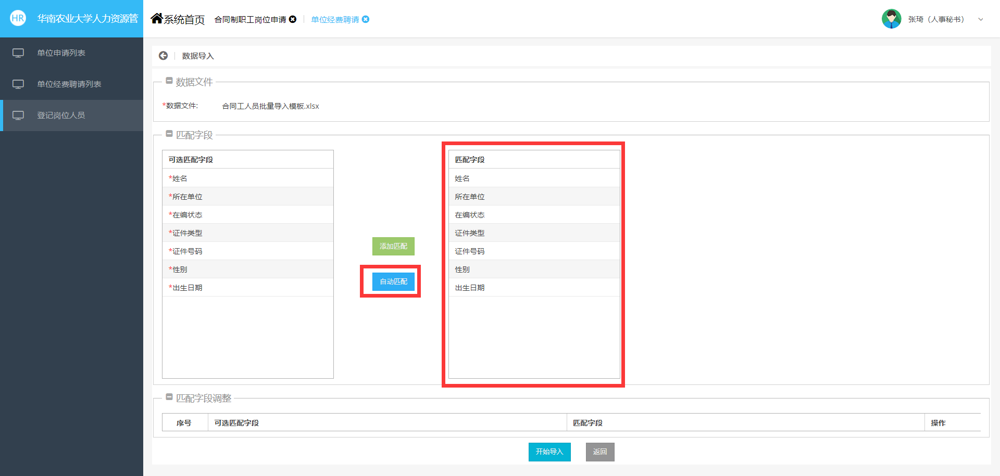 HR 华南农业大学人力资源管
系统首页 合同制职工岗位申请 单位经费聘请 张琦（人事秘书）
单位申请列表
单位经费聘请列表
登记岗位人员
数据导入
数据文件
*数据文件: 合同工人员批量导入模板.xlsx
匹配字段
可选匹配字段
*姓名
*所在单位
*在编状态
*证件类型
*证件号码
*性别
*出生日期
添加匹配
自动匹配
匹配字段
姓名
所在单位
在编状态
证件类型
证件号码
性别
出生日期
匹配字段调整
序号 可选匹配字段 匹配字段 操作
开始导入 返回